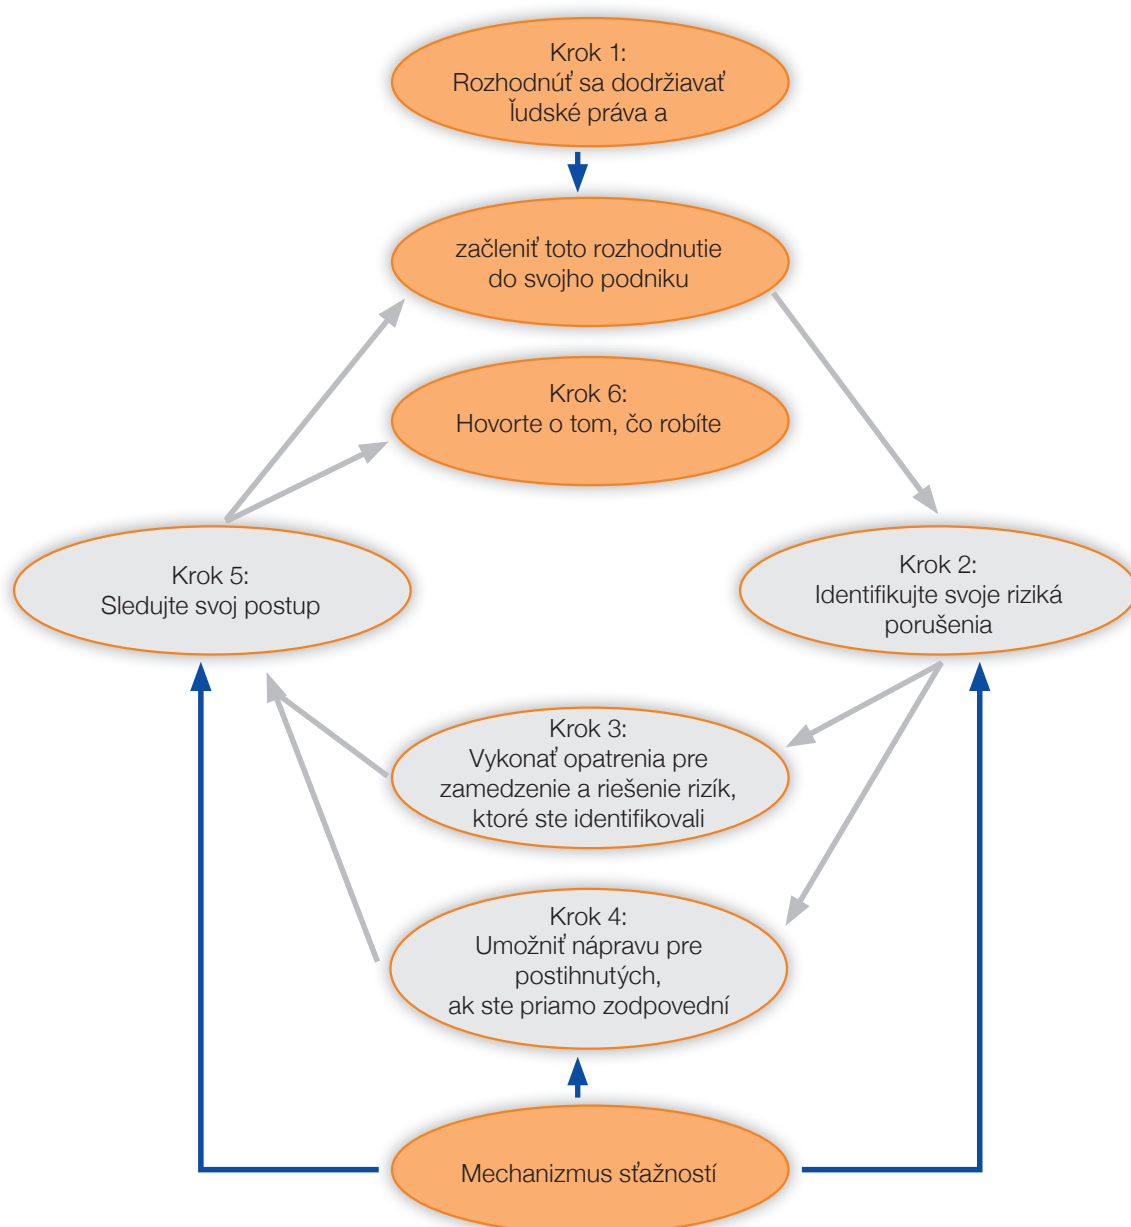 Krok 1:
Rozhodnúť sa dodržiavať
ľudské práva a
začleniť toto rozhodnutie
do svojho podniku
Krok 6:
Hovorte o tom, čo robíte
Krok 5:
Sledujte svoj postup
Krok 2:
Identifikujte svoje riziká
porušenia
Krok 3:
Vykonať opatrenia pre
zamedzenie a riešenie rizík,
ktoré ste identifikovali
Krok 4:
Umožniť nápravu pre
postihnutých,
ak ste priamo zodpovední
Mechanizmus sťažností